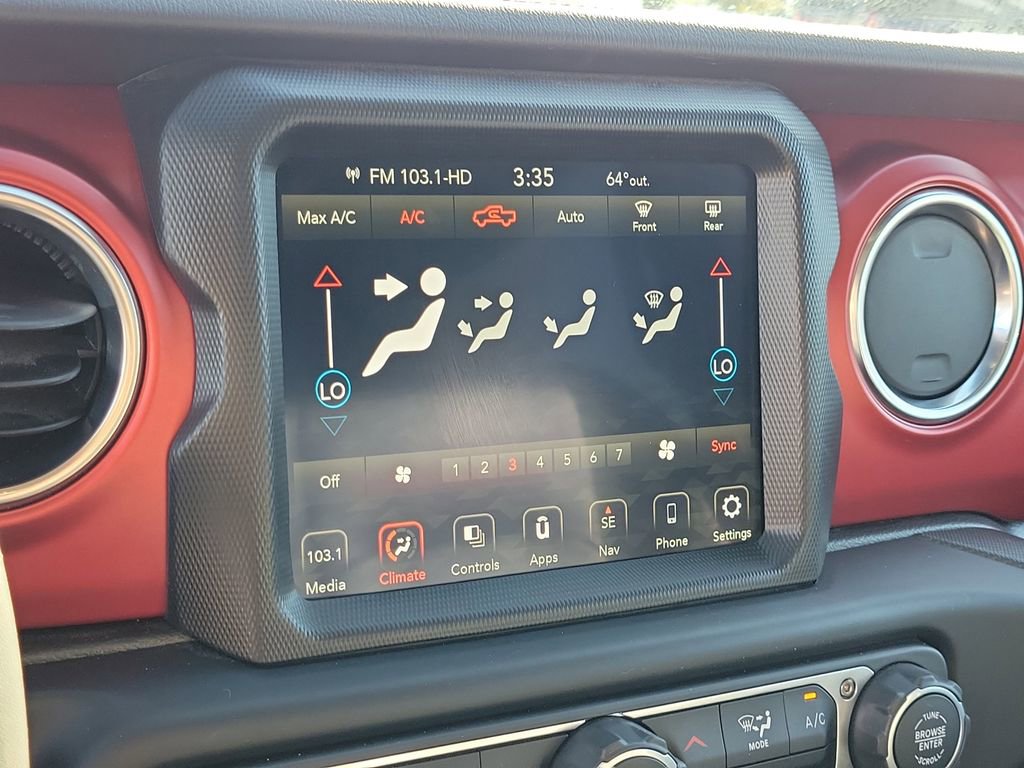 FM 103.1-HD 3:35 64°out.
Max A/C A/C Auto Front Rear
LO LO
Off 1 2 3 4 5 6 7 Sync
103.1 SE
Media Climate Controls Apps Nav Phone Settings
MODE A/C
TUNE
BROWSE
ENTER
SCROLL